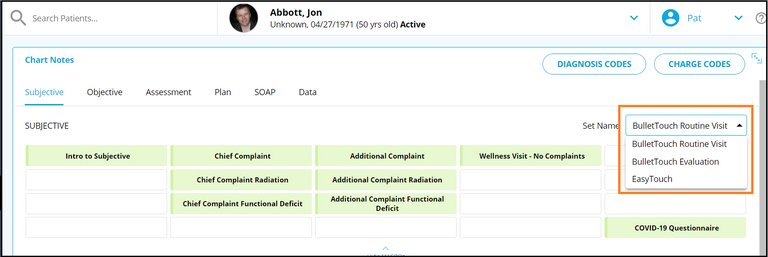 Search Patients...
Abbott, Jon
Unknown, 04/27/1971 (50 yrs old) Active
Pat
Chart Notes
DIAGNOSIS CODES
CHARGE CODES
Subjective
Objective
Assessment
Plan
SOAP
Data
SUBJECTIVE
Set Name
BulletTouch Routine Visit
BulletTouch Routine Visit
BulletTouch Evaluation
EasyTouch
Intro to Subjective
Chief Complaint
Additional Complaint
Wellness Visit - No Complaints
Chief Complaint Radiation
Additional Complaint Radiation
Chief Complaint Functional Deficit
Additional Complaint Functional
Deficit
COVID-19 Questionnaire